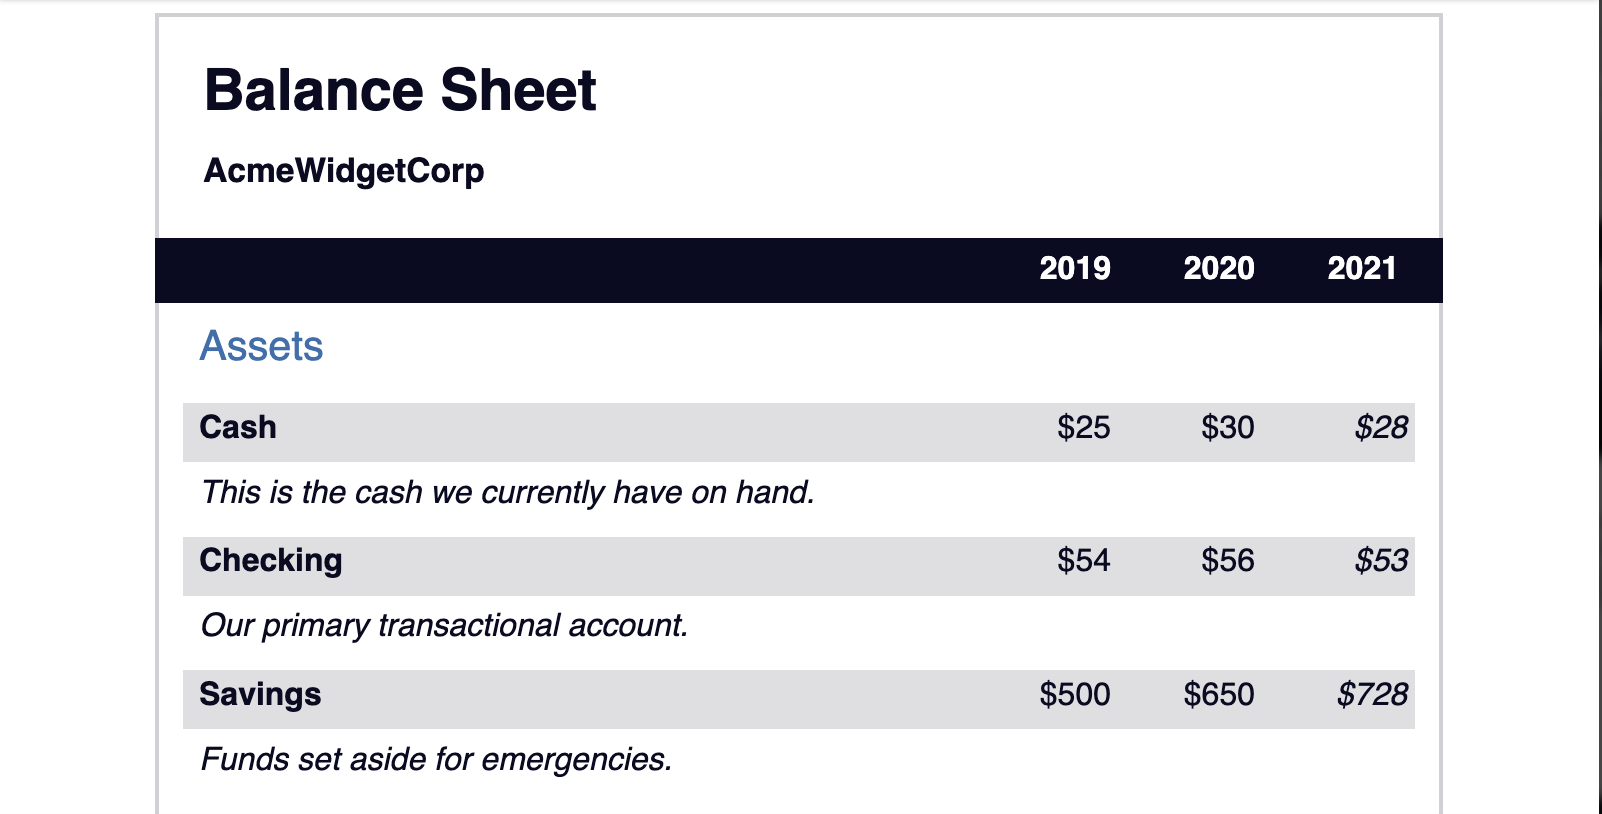 Balance Sheet
AcmeWidgetCorp
2019 2020 2021
Assets
Cash $25 $30 $28
This is the cash we currently have on hand.
Checking $54 $56 $53
Our primary transactional account.
Savings $500 $650 $728
Funds set aside for emergencies.